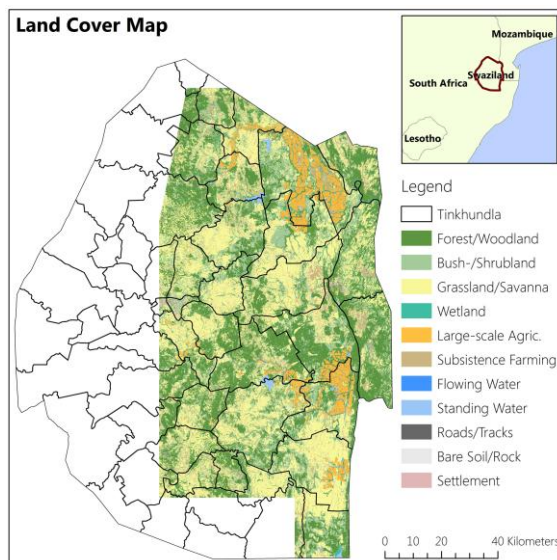 Land Cover Map
Mozambique
Swaziland
South Africa
Lesotho
Legend
Tinkhundla
Forest/Woodland
Bush-/Shrubland
Grassland/Savanna
Wetland
Large-scale Agric.
Subsistence Farming
Flowing Water
Standing Water
Roads/Tracks
Bare Soil/Rock
Settlement
0 10 20 40 Kilometers